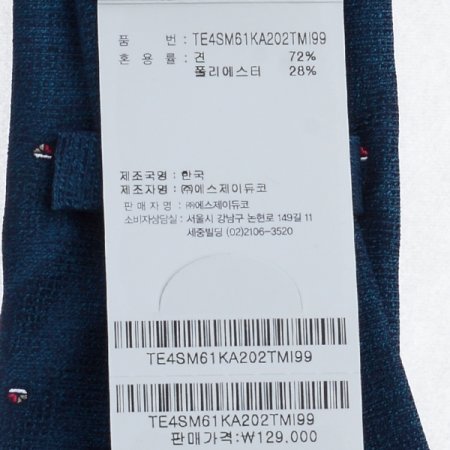 품 번 : TE4SM61KA202TMI99
혼 용 률 : 견 72%
폴리에스터 28%
제조국명 : 한국
제조자명 : ㈜에스제이듀코
판 매 자 명 : ㈜에스제이듀코
소비자상담실 : 서울시 강남구 논현로 149길 11
세중빌딩 (02)2106-3520
TE4SM61KA202TMI99
TE4SM61KA202TMI99
판매가격:₩129,000